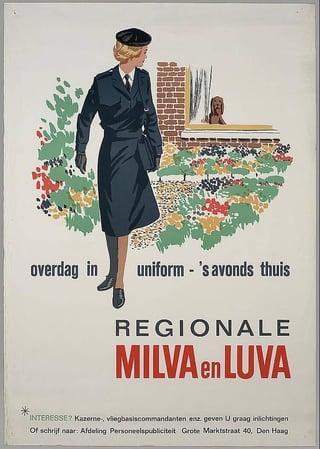 overdag in uniform - 's avonds thuis
REGIONALE
MILVA en LUVA
* INTERESSE? Kazerne-, vliegbasiscommandanten enz. geven U graag inlichtingen
Of schrijf naar: Afdeling Personeelspubliciteit Grote Marktstraat 40, Den Haag